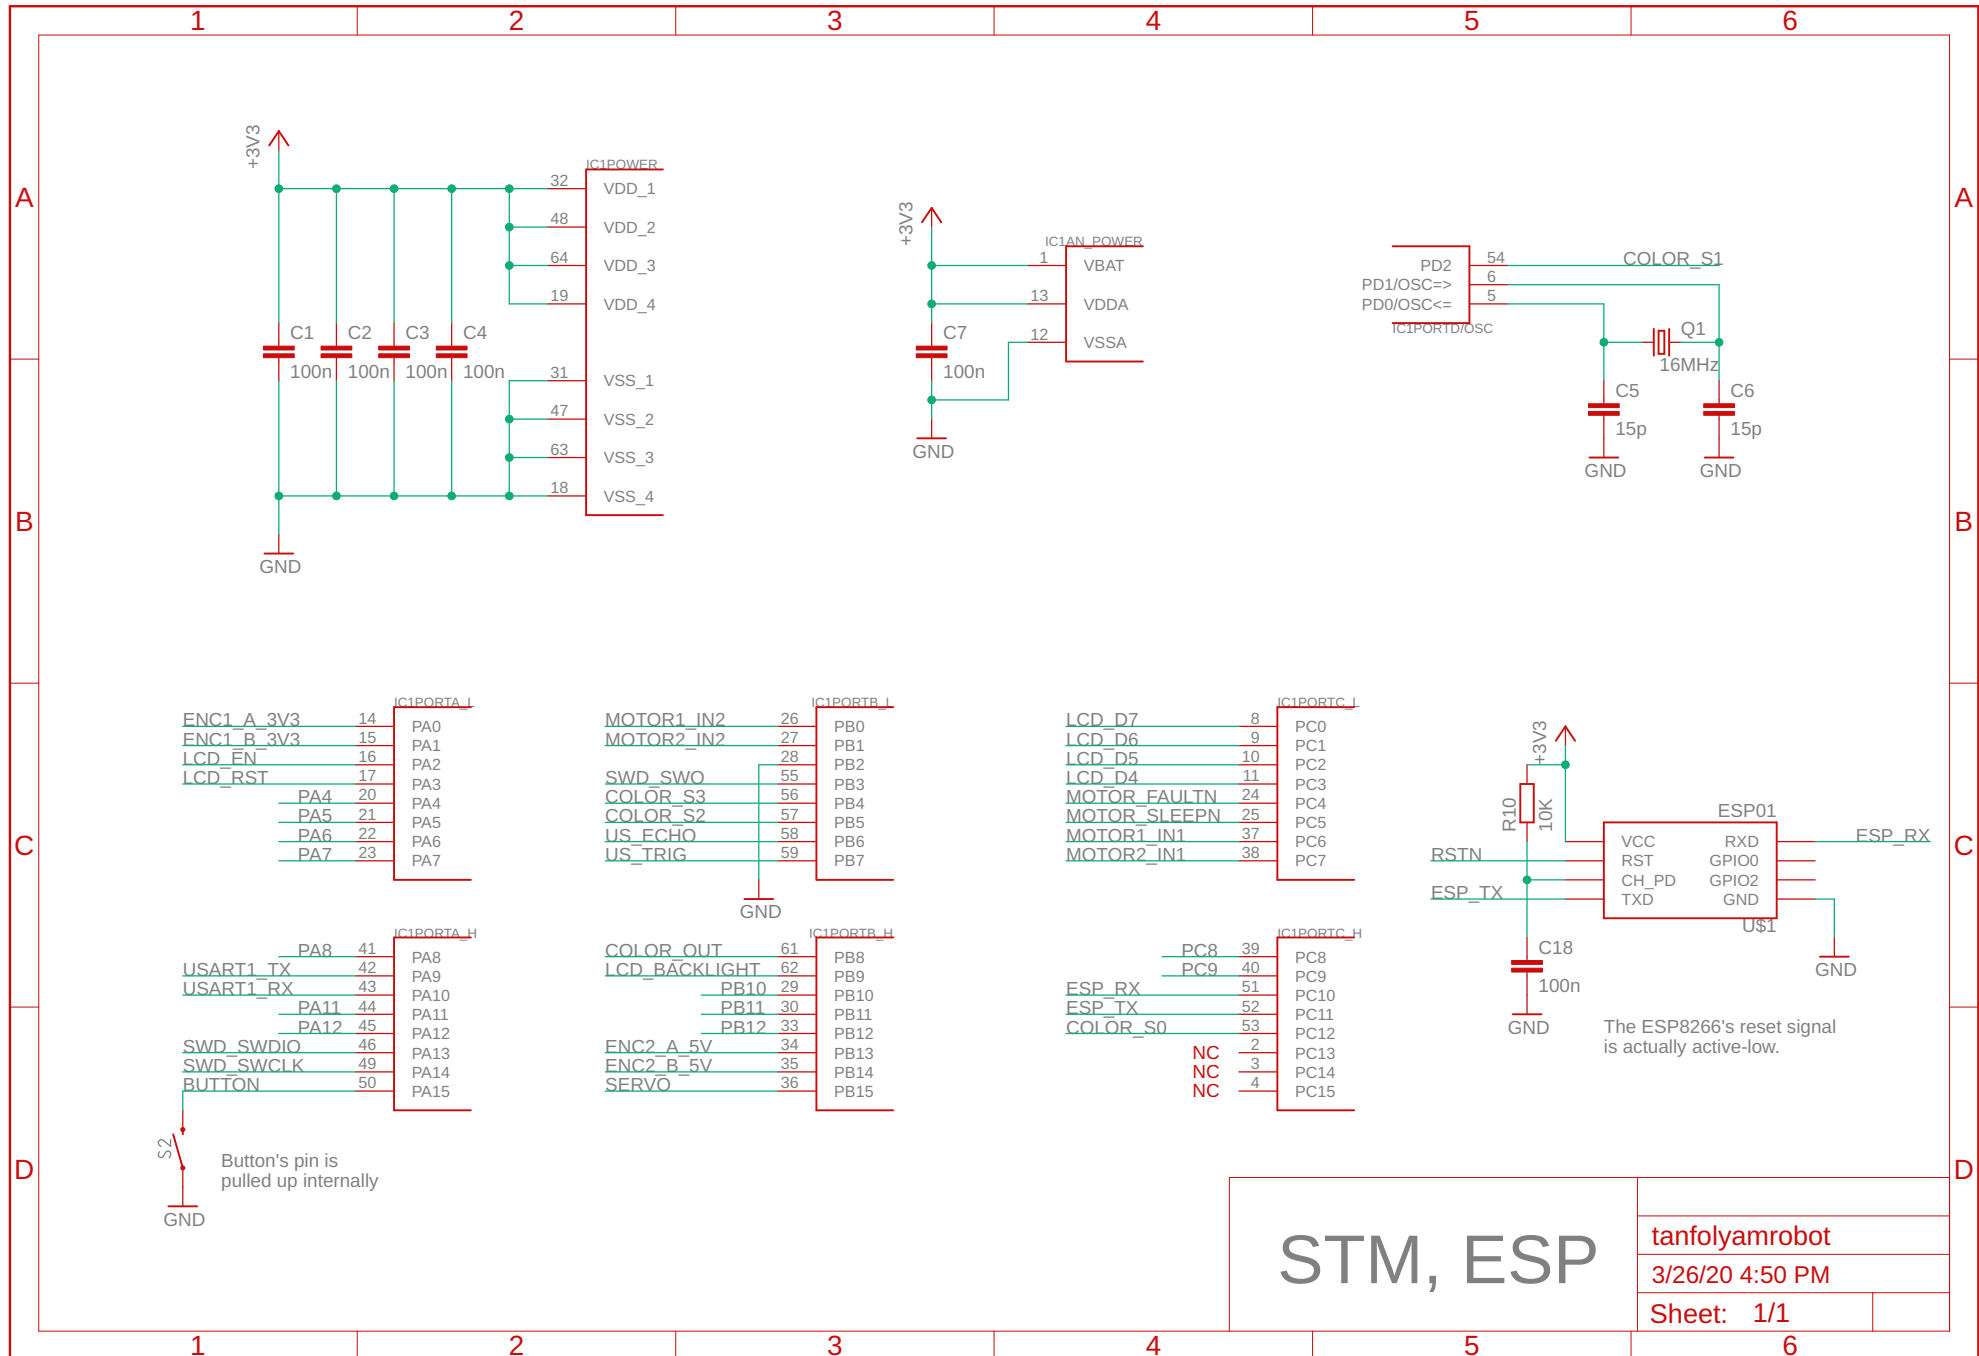 1 2 3 4 5 6
A A
B B
C C
D D
+3V3
IC1POWER
32 VDD_1
48 VDD_2
64 VDD_3
19 VDD_4
31 VSS_1
47 VSS_2
63 VSS_3
18 VSS_4
C1 C2 C3 C4
100n 100n 100n 100n
GND
+3V3
IC1AN_POWER
1 VBAT
13 VDDA
12 VSSA
C7
100n
GND
PD2 54 COLOR_S1
PD1/OSC=> 6
PD0/OSC<= 5
IC1PORTD/OSC
Q1
16MHz
C5 C6
15p 15p
GND GND
IC1PORTA_L
ENC1_A_3V3 14 PA0
ENC1_B_3V3 15 PA1
LCD_EN 16 PA2
LCD_RST 17 PA3
PA4 20 PA4
PA5 21 PA5
PA6 22 PA6
PA7 23 PA7
IC1PORTB_L
MOTOR1_IN2 26 PB0
MOTOR2_IN2 27 PB1
28 PB2
SWD_SWO 55 PB3
COLOR_S3 56 PB4
COLOR_S2 57 PB5
US_ECHO 58 PB6
US_TRIG 59 PB7
GND
IC1PORTC_L
LCD_D7 8 PC0
LCD_D6 9 PC1
LCD_D5 10 PC2
LCD_D4 11 PC3
MOTOR_FAULTN 24 PC4
MOTOR_SLEEPN 25 PC5
MOTOR1_IN1 37 PC6
MOTOR2_IN1 38 PC7
+3V3
R10
10K
ESP01
VCC RXD ESP_RX
RSTN RST GPIO0
CH_PD GPIO2
ESP_TX TXD GND
U$1
C18
100n
GND
GND
The ESP8266's reset signal
is actually active-low.
IC1PORTA_H
PA8 41 PA8
USART1_TX 42 PA9
USART1_RX 43 PA10
PA11 44 PA11
PA12 45 PA12
SWD_SWDIO 46 PA13
SWD_SWCLK 49 PA14
BUTTON 50 PA15
S2
Button's pin is
pulled up internally
GND
IC1PORTB_H
COLOR_OUT 61 PB8
LCD_BACKLIGHT 62 PB9
PB10 29 PB10
PB11 30 PB11
PB12 33 PB12
ENC2_A_5V 34 PB13
ENC2_B_5V 35 PB14
SERVO 36 PB15
IC1PORTC_H
PC8 39 PC8
PC9 40 PC9
ESP_RX 51 PC10
ESP_TX 52 PC11
COLOR_S0 53 PC12
NC 2 PC13
NC 3 PC14
NC 4 PC15
STM, ESP
tanfolyamrobot
3/26/20 4:50 PM
Sheet: 1/1
1 2 3 4 5 6